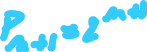 P_{n+1} = 2^{n+1}